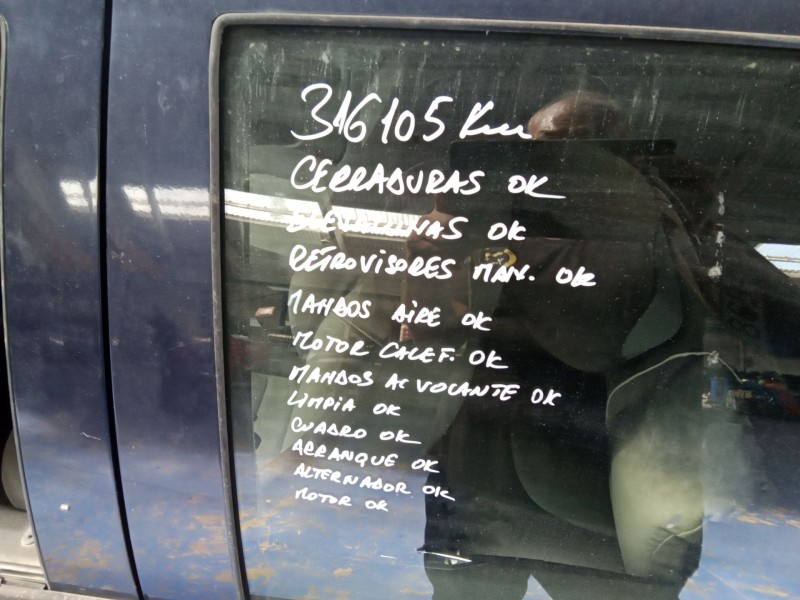 316105 Km
CERRADURAS OK
ELEVALUNAS OK
RETROVISORES MAN. OK
MANDOS AIRE OK
MOTOR CALEF. OK
MANDOS AL VOLANTE OK
LIMPIA OK
CUADRO OK
ARRANQUE OK
ALTERNADOR OK
MOTOR OK